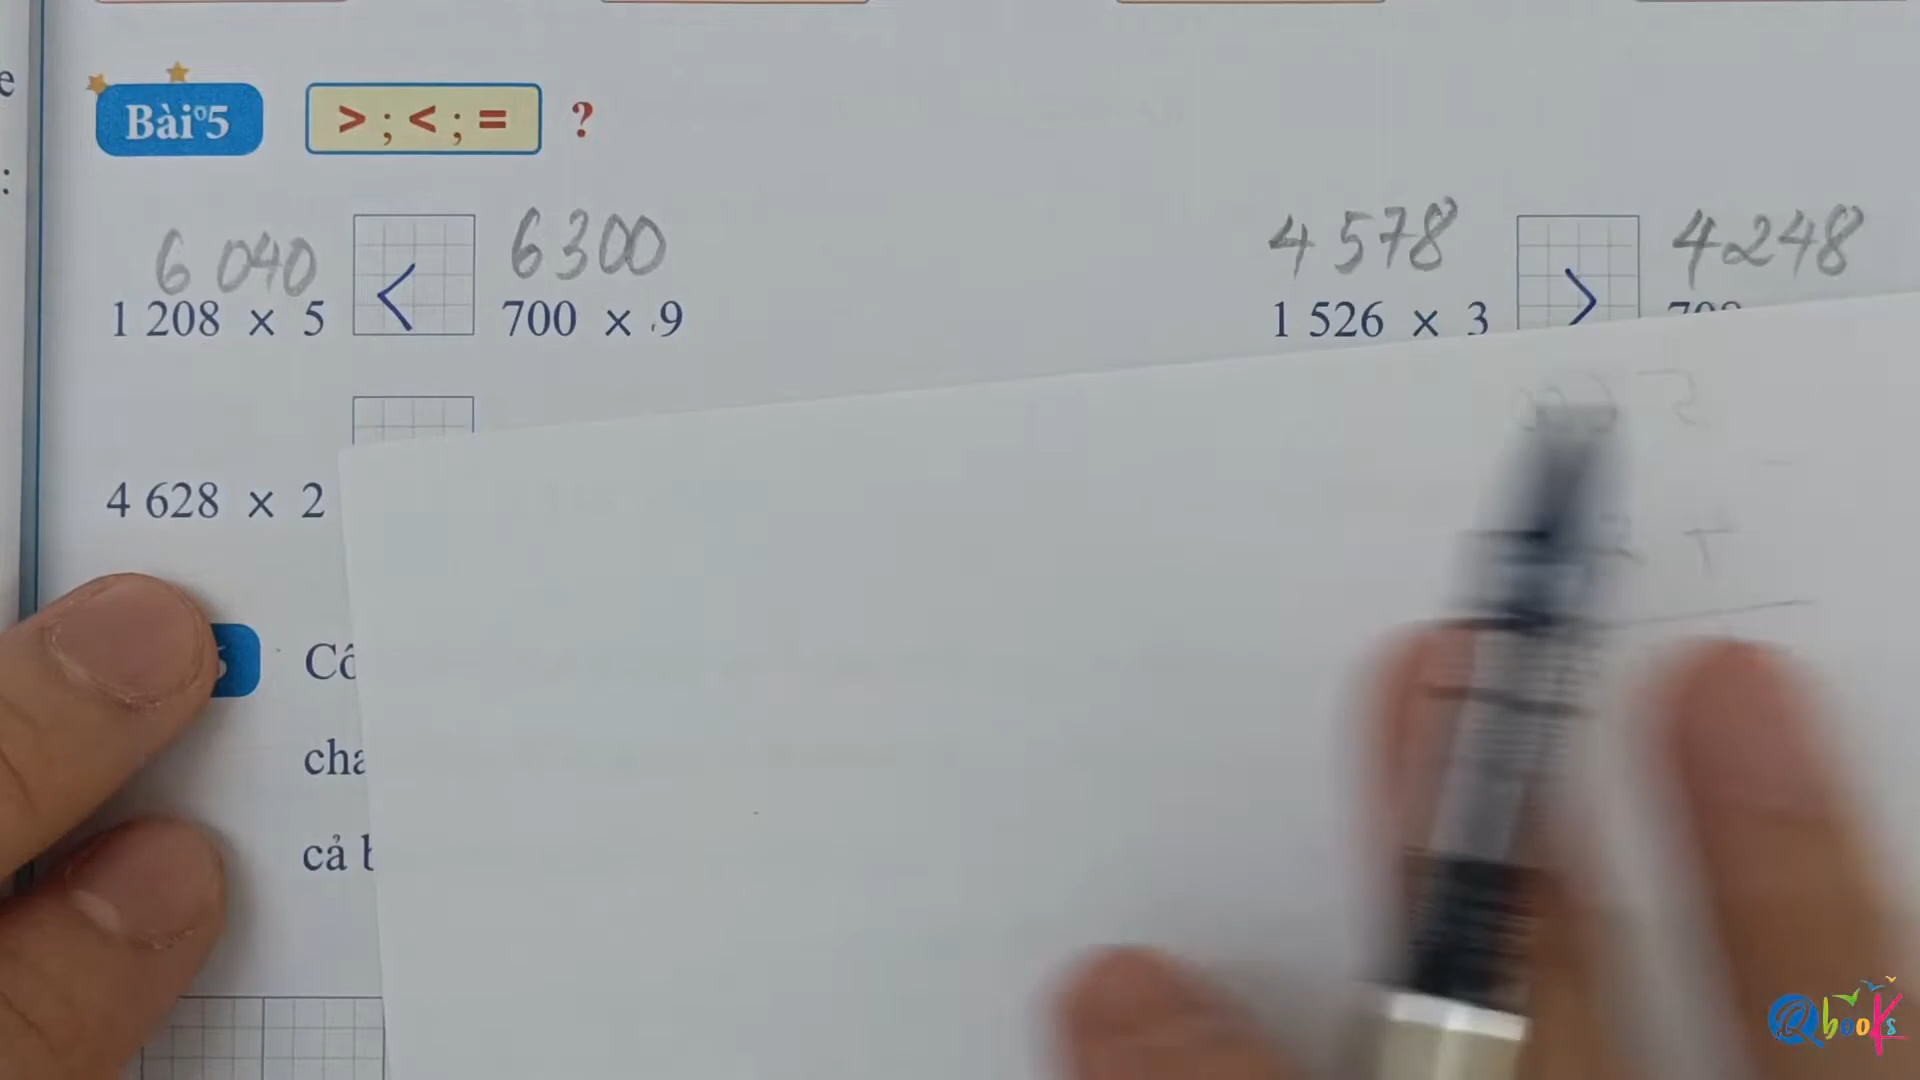 e
:
Bài 5 > ; < ; = ?
6 040 6300 4 578 4248
1 208 × 5 < 700 × 9 1 526 × 3 >
4 628 × 2
Cô
cả
Qbooks